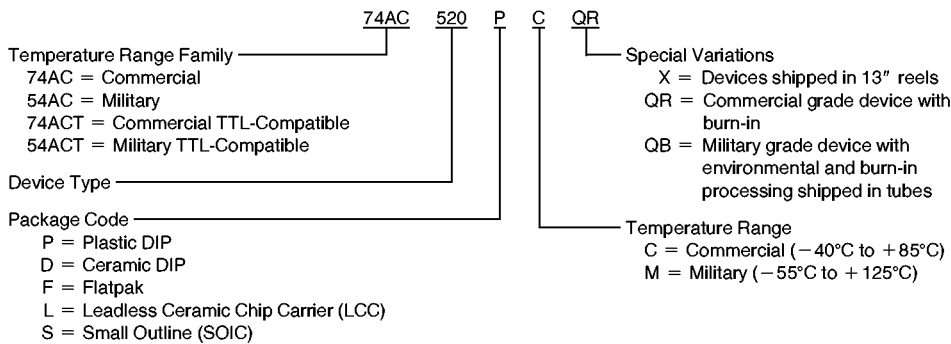 74AC 520 P C QR
Temperature Range Family
74AC = Commercial
54AC = Military
74ACT = Commercial TTL-Compatible
54ACT = Military TTL-Compatible
Device Type
Package Code
P = Plastic DIP
D = Ceramic DIP
F = Flatpak
L = Leadless Ceramic Chip Carrier (LCC)
S = Small Outline (SOIC)
Special Variations
X = Devices shipped in 13″ reels
QR = Commercial grade device with
burn-in
QB = Military grade device with
environmental and burn-in
processing shipped in tubes
Temperature Range
C = Commercial (−40°C to +85°C)
M = Military (−55°C to +125°C)